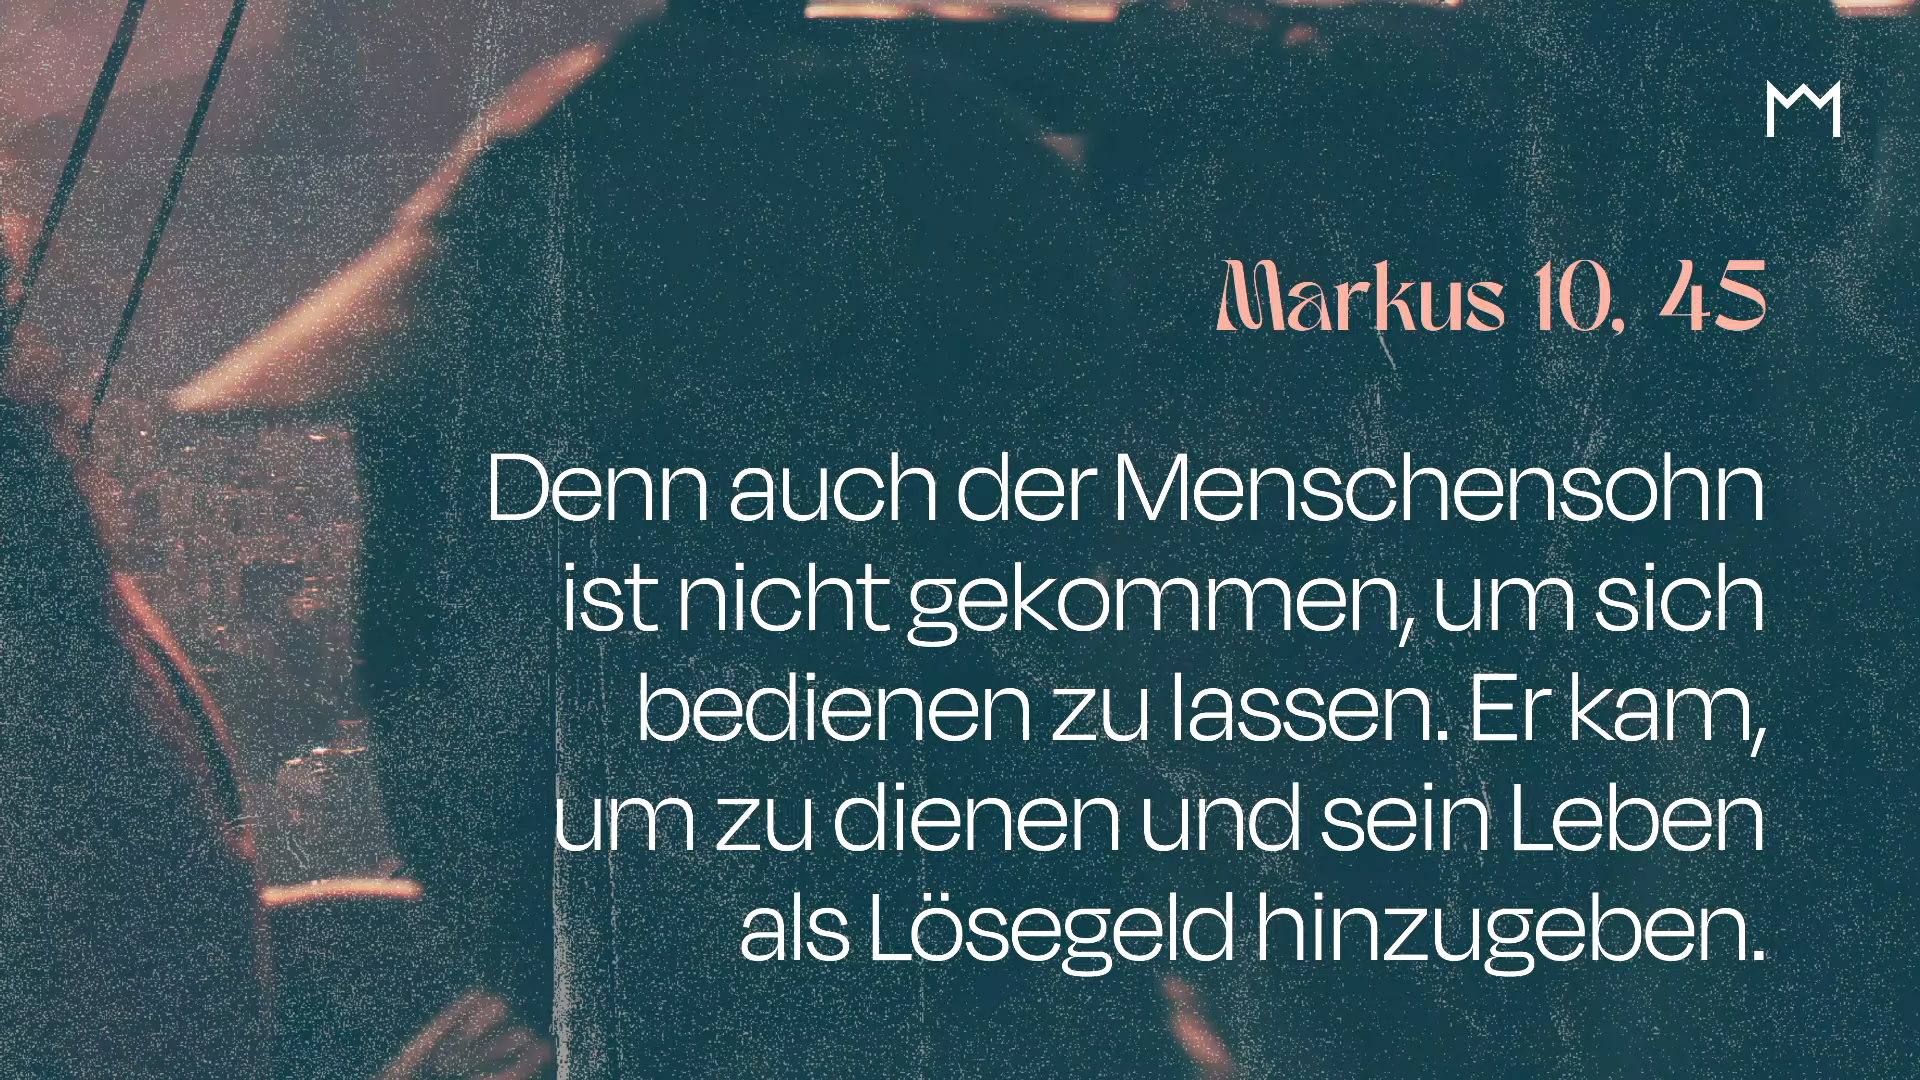 Markus 10, 45
Denn auch der Menschensohn
ist nicht gekommen, um sich
bedienen zu lassen. Er kam,
um zu dienen und sein Leben
als Lösegeld hinzugeben.